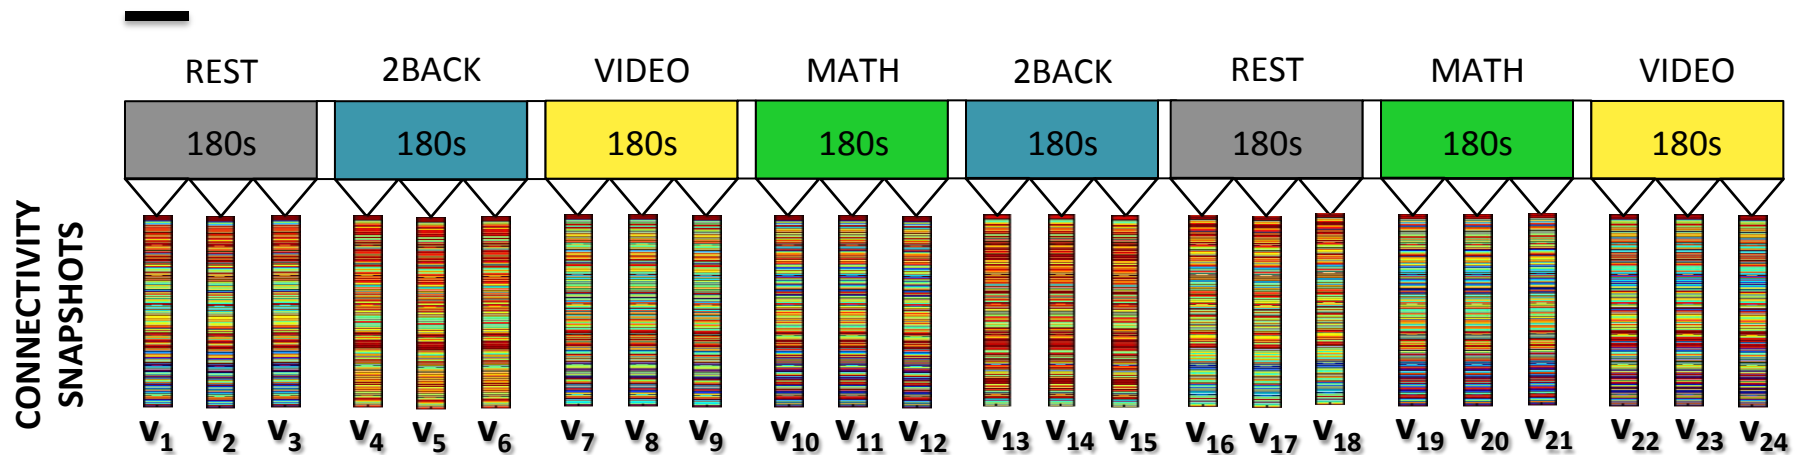 REST 2BACK VIDEO MATH 2BACK REST MATH VIDEO
180s 180s 180s 180s 180s 180s 180s 180s
CONNECTIVITY
SNAPSHOTS
v1 v2 v3 v4 v5 v6 v7 v8 v9 v10 v11 v12 v13 v14 v15 v16 v17 v18 v19 v20 v21 v22 v23 v24